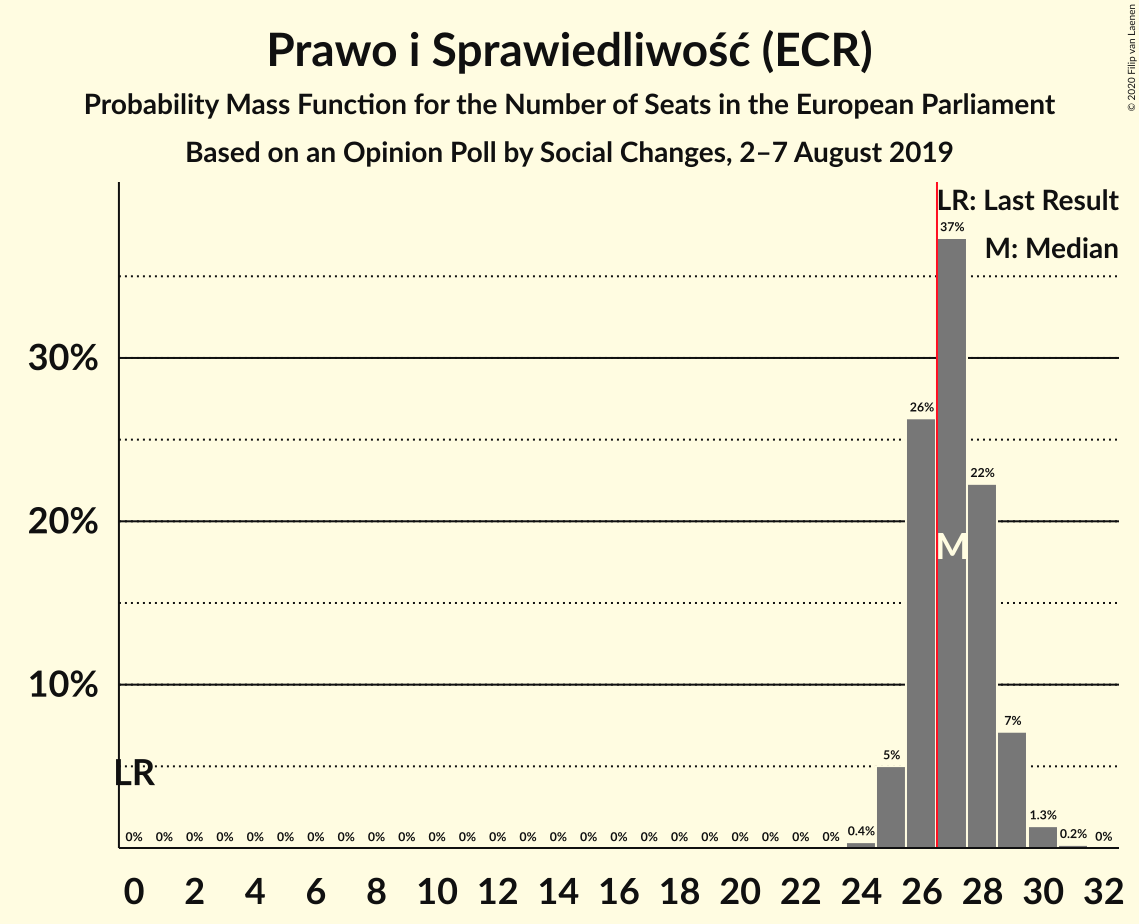 Prawo i Sprawiedliwość (ECR)
Probability Mass Function for the Number of Seats in the European Parliament
Based on an Opinion Poll by Social Changes, 2–7 August 2019
© 2020 Filip van Laenen
LR: Last Result
M: Median
37%
30%
26%
22%
20%
M
10%
7%
5%
LR
1.3%
0% 0% 0% 0% 0% 0% 0% 0% 0% 0% 0% 0% 0% 0% 0% 0% 0% 0% 0% 0% 0% 0% 0% 0% 0.4% 0.2% 0%
0 2 4 6 8 10 12 14 16 18 20 22 24 26 28 30 32